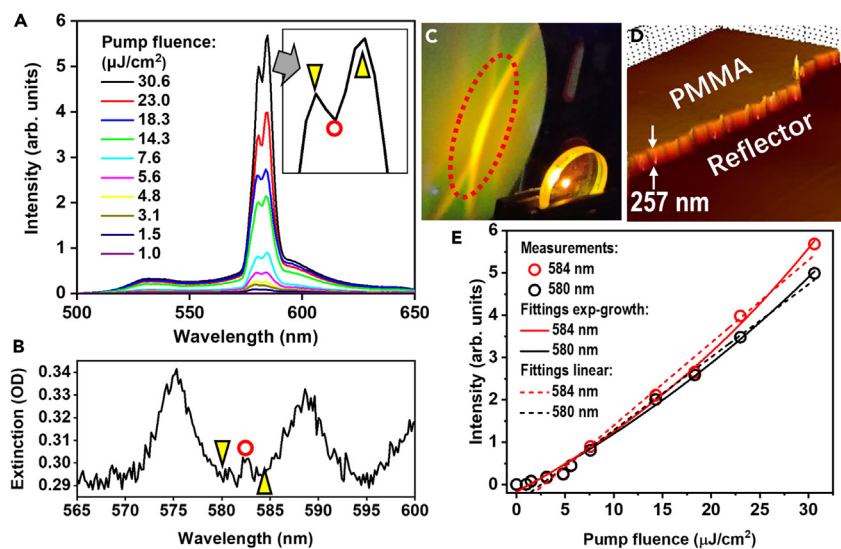 A
Pump fluence:
(μJ/cm²)
30.6
23.0
18.3
14.3
7.6
5.6
4.8
3.1
1.5
1.0
6
5
4
3
2
1
0
Intensity (arb. units)
500
550
600
650
Wavelength (nm)
B
0.34
0.33
0.32
0.31
0.30
0.29
Extinction (OD)
565
570
575
580
585
590
595
600
Wavelength (nm)
C
D
PMMA
Reflector
257 nm
E
Measurements:
584 nm
580 nm
Fittings exp-growth:
584 nm
580 nm
Fittings linear:
584 nm
580 nm
6
5
4
3
2
1
0
Intensity (arb. units)
0
5
10
15
20
25
30
Pump fluence (μJ/cm²)